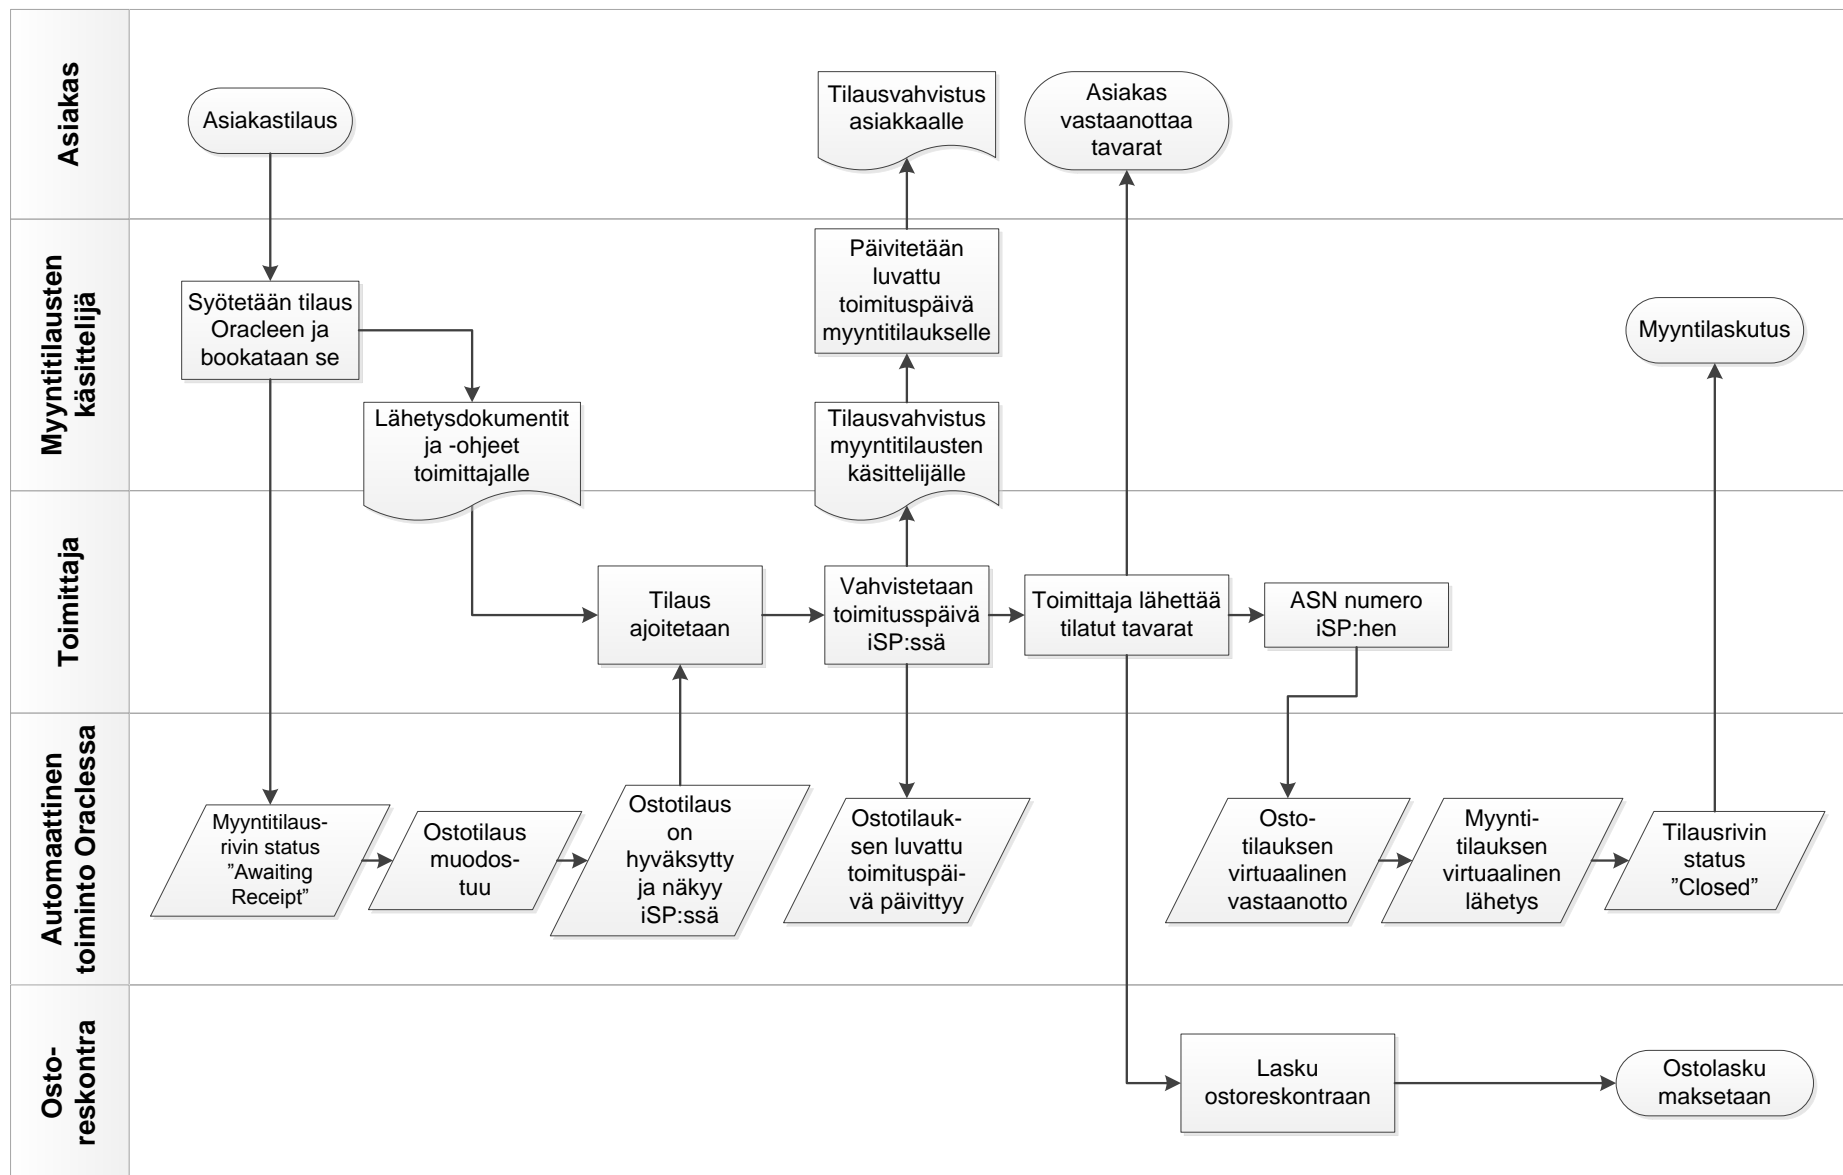 Asiakas
Asiakastilaus
Tilausvahvistus
asiakkaalle
Asiakas
vastaanottaa
tavarat
Myyntitilausten
käsittelijä
Syötetään tilaus
Oracleen ja
bookataan se
Lähetysdokumentit
ja -ohjeet
toimittajalle
Päivitetään
luvattu
toimituspäivä
myyntitilaukselle
Tilausvahvistus
myyntitilausten
käsittelijälle
Myyntilaskutus
Toimittaja
Tilaus
ajoitetaan
Vahvistetaan
toimitusspäivä
iSP:ssä
Toimittaja lähettää
tilatut tavarat
ASN numero
iSP:hen
Automaattinen
toiminto Oraclessa
Myyntitilaus-
rivin status
”Awaiting
Receipt”
Ostotilaus
muodos-
tuu
Ostotilaus
on
hyväksytty
ja näkyy
iSP:ssä
Ostotilauk-
sen luvattu
toimituspäi-
vä päivittyy
Osto-
tilauksen
virtuaalinen
vastaanotto
Myynti-
tilauksen
virtuaalinen
lähetys
Tilausrivin
status
”Closed”
Osto-
reskontra
Lasku
ostoreskontraan
Ostolasku
maksetaan